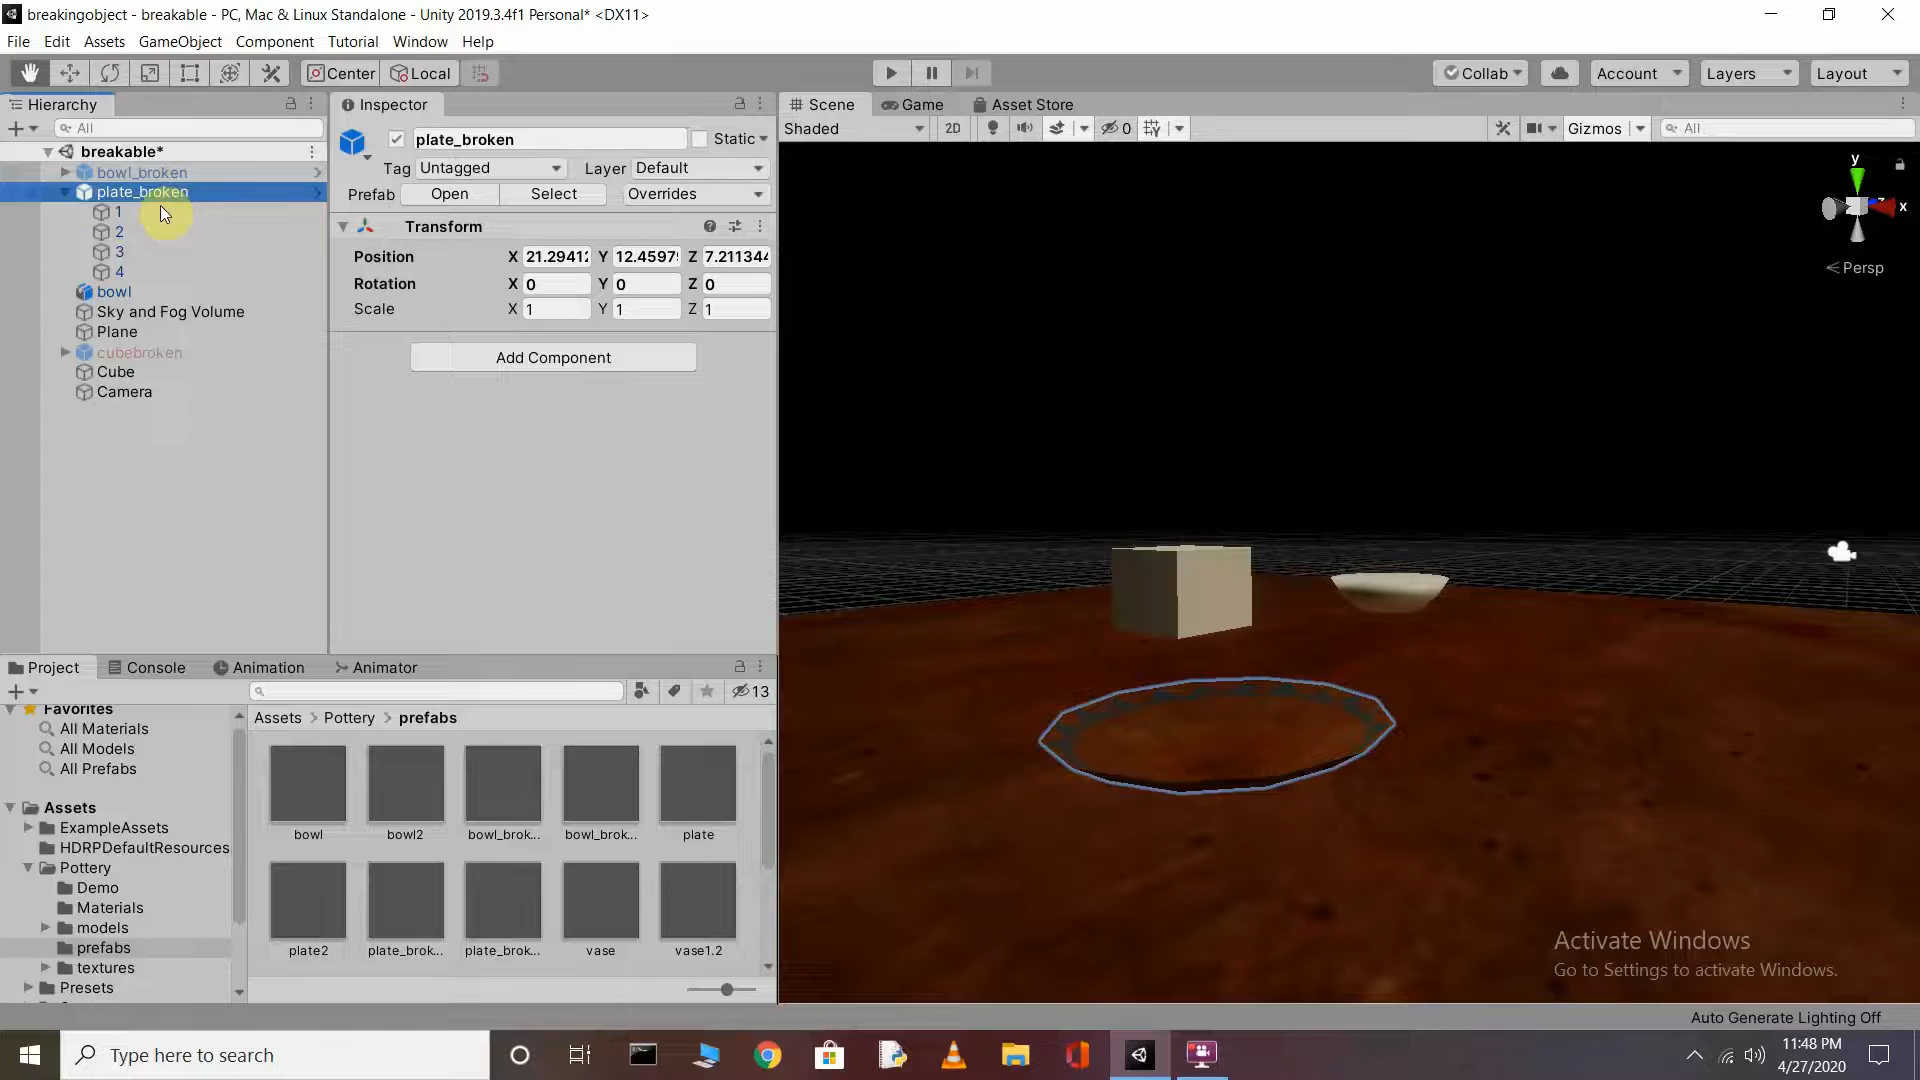 breakingobject - breakable - PC, Mac & Linux Standalone - Unity 2019.3.4f1 Personal* <DX11>
File Edit Assets GameObject Component Tutorial Window Help
Center Local Collab Account Layers Layout
Hierarchy
All
breakable*
bowl_broken
plate_broken
1
2
3
4
bowl
Sky and Fog Volume
Plane
cubebroken
Cube
Camera
Inspector
plate_broken Static
Tag Untagged Layer Default
Prefab Open Select Overrides
Transform
Position X 21.2941 Y 12.4597 Z 7.211344
Rotation X 0 Y 0 Z 0
Scale X 1 Y 1 Z 1
Add Component
Scene Game Asset Store
Shaded 2D 0 Gizmos All
y
x
Persp
Project Console Animation Animator
13
Favorites
All Materials
All Models
All Prefabs
Assets
ExampleAssets
HDRPDefaultResources
Pottery
Demo
Materials
models
prefabs
textures
Presets
Assets > Pottery > prefabs
bowl bowl2 bowl_brok... bowl_brok... plate
plate2 plate_brok... plate_brok... vase vase1.2
Activate Windows
Go to Settings to activate Windows.
Auto Generate Lighting Off
Type here to search
11:48 PM
4/27/2020